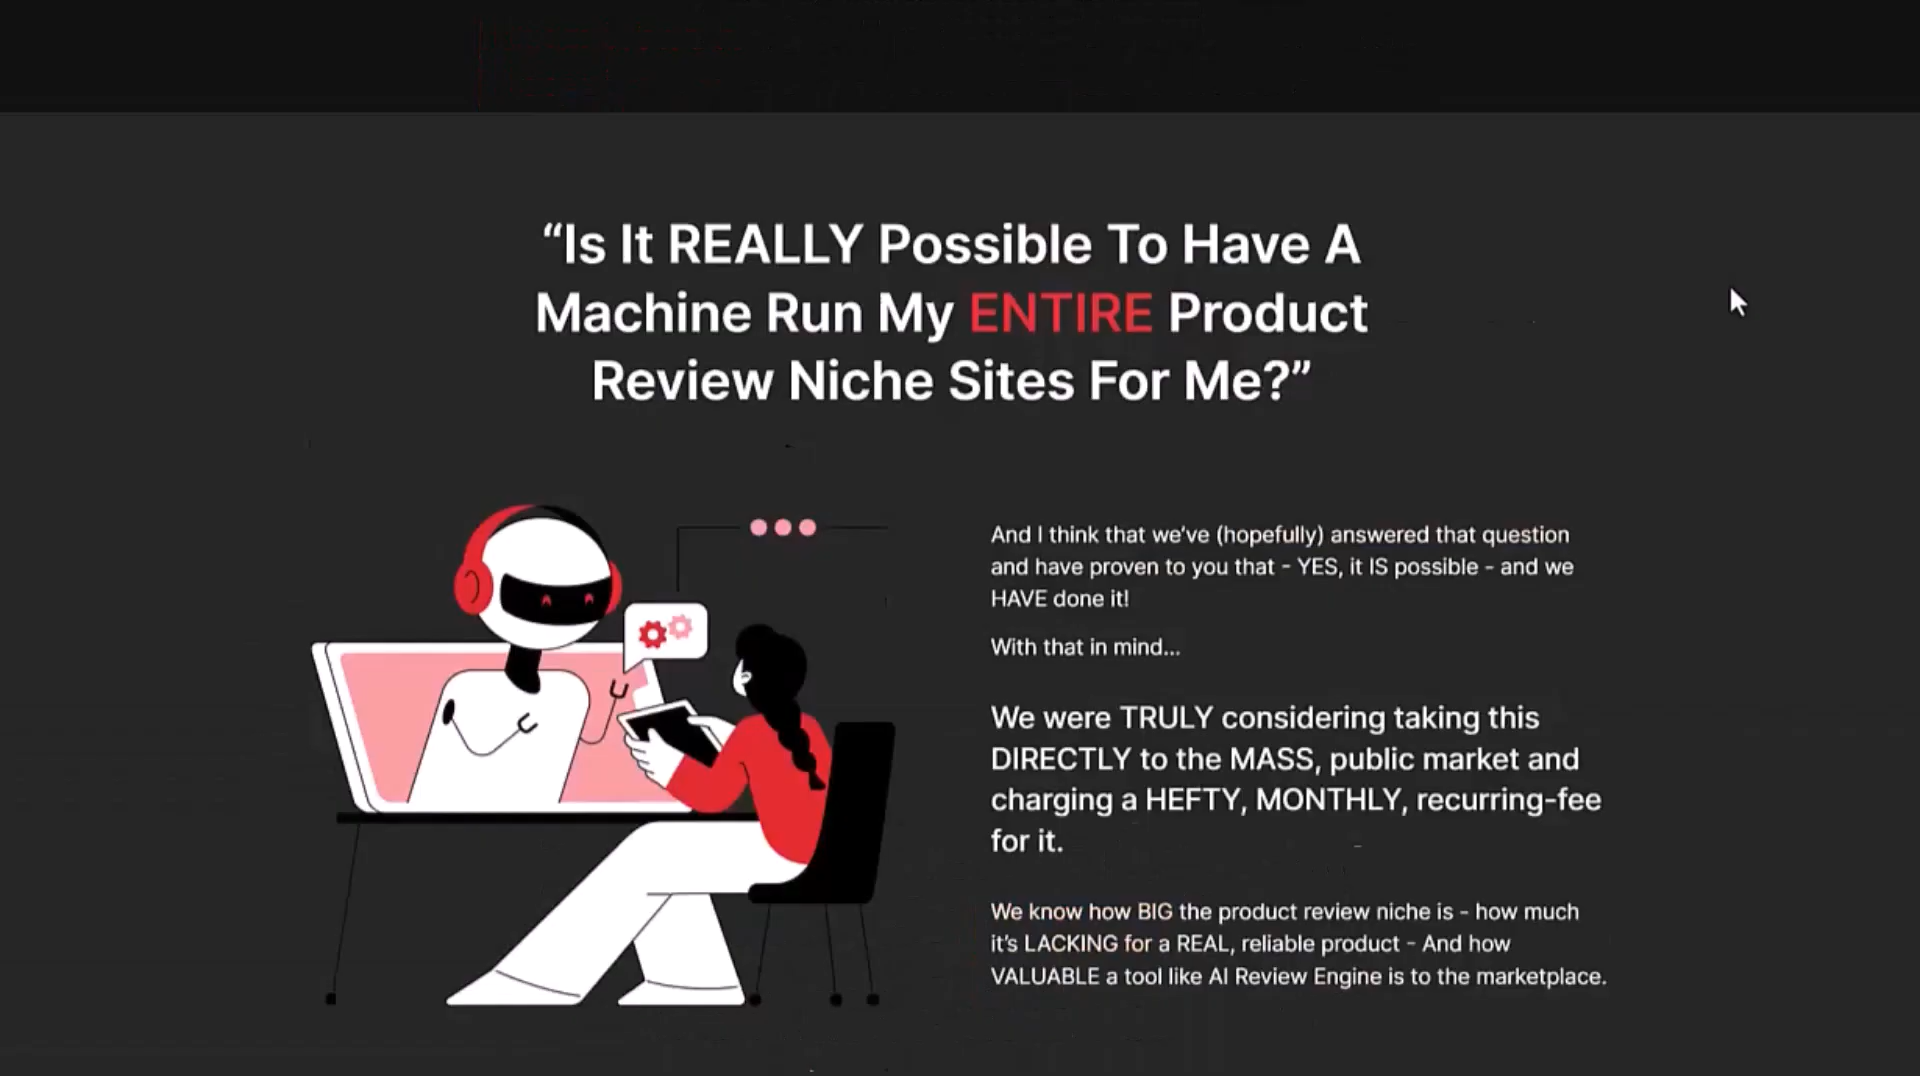 “Is It REALLY Possible To Have A
Machine Run My ENTIRE Product
Review Niche Sites For Me?”
And I think that we’ve (hopefully) answered that question
and have proven to you that - YES, it IS possible - and we
HAVE done it!
With that in mind...
We were TRULY considering taking this
DIRECTLY to the MASS, public market and
charging a HEFTY, MONTHLY, recurring-fee
for it.
We know how BIG the product review niche is - how much
it’s LACKING for a REAL, reliable product - And how
VALUABLE a tool like AI Review Engine is to the marketplace.